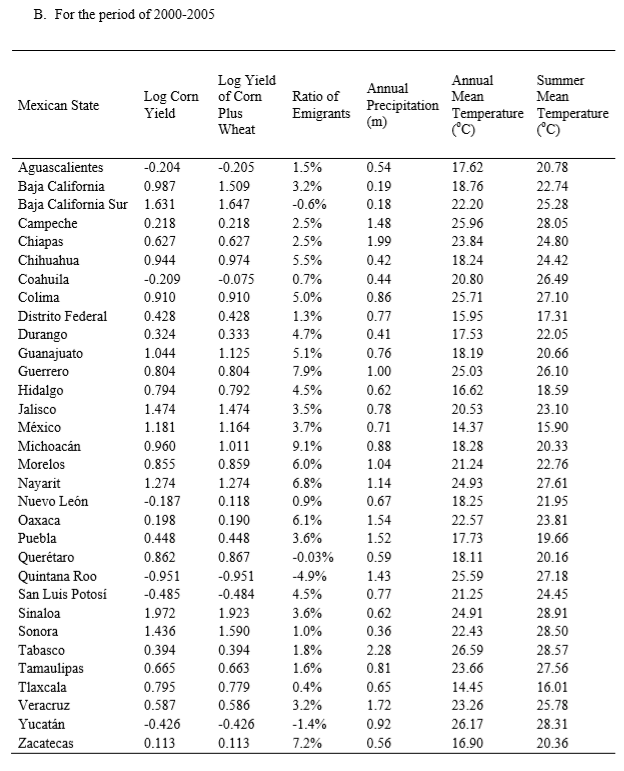 B. For the period of 2000-2005
Mexican State Log Corn Yield Log Yield of Corn Plus Wheat Ratio of Emigrants Annual Precipitation (m) Annual Mean Temperature (°C) Summer Mean Temperature (°C)
Aguascalientes -0.204 -0.205 1.5% 0.54 17.62 20.78
Baja California 0.987 1.509 3.2% 0.19 18.76 22.74
Baja California Sur 1.631 1.647 -0.6% 0.18 22.20 25.28
Campeche 0.218 0.218 2.5% 1.48 25.96 28.05
Chiapas 0.627 0.627 2.5% 1.99 23.84 24.80
Chihuahua 0.944 0.974 5.5% 0.42 18.24 24.42
Coahuila -0.209 -0.075 0.7% 0.44 20.80 26.49
Colima 0.910 0.910 5.0% 0.86 25.71 27.10
Distrito Federal 0.428 0.428 1.3% 0.77 15.95 17.31
Durango 0.324 0.333 4.7% 0.41 17.53 22.05
Guanajuato 1.044 1.125 5.1% 0.76 18.19 20.66
Guerrero 0.804 0.804 7.9% 1.00 25.03 26.10
Hidalgo 0.794 0.792 4.5% 0.62 16.62 18.59
Jalisco 1.474 1.474 3.5% 0.78 20.53 23.10
México 1.181 1.164 3.7% 0.71 14.37 15.90
Michoacán 0.960 1.011 9.1% 0.88 18.28 20.33
Morelos 0.855 0.859 6.0% 1.04 21.24 22.76
Nayarit 1.274 1.274 6.8% 1.14 24.93 27.61
Nuevo León -0.187 0.118 0.9% 0.67 18.25 21.95
Oaxaca 0.198 0.190 6.1% 1.54 22.57 23.81
Puebla 0.448 0.448 3.6% 1.52 17.73 19.66
Querétaro 0.862 0.867 -0.03% 0.59 18.11 20.16
Quintana Roo -0.951 -0.951 -4.9% 1.43 25.59 27.18
San Luis Potosí -0.485 -0.484 4.5% 0.77 21.25 24.45
Sinaloa 1.972 1.923 3.6% 0.62 24.91 28.91
Sonora 1.436 1.590 1.0% 0.36 22.43 28.50
Tabasco 0.394 0.394 1.8% 2.28 26.59 28.57
Tamaulipas 0.665 0.663 1.6% 0.81 23.66 27.56
Tlaxcala 0.795 0.779 0.4% 0.65 14.45 16.01
Veracruz 0.587 0.586 3.2% 1.72 23.26 25.78
Yucatán -0.426 -0.426 -1.4% 0.92 26.17 28.31
Zacatecas 0.113 0.113 7.2% 0.56 16.90 20.36